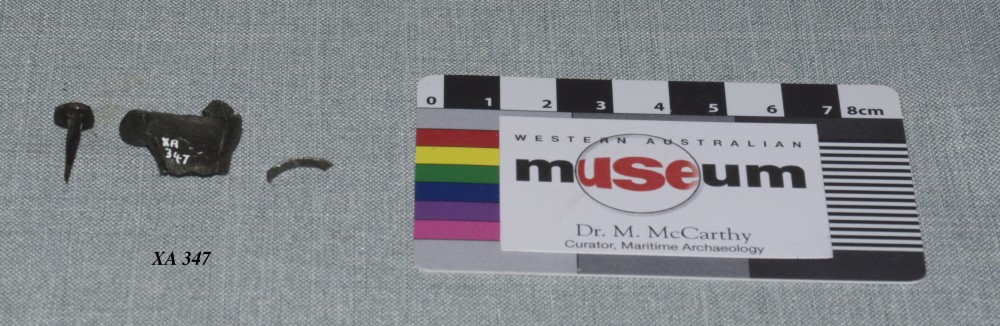 XA
347
XA 347
0 1 2 3 4 5 6 7 8cm
WESTERN AUSTRALIAN
museum
Dr. M. McCarthy
Curator, Maritime Archaeology